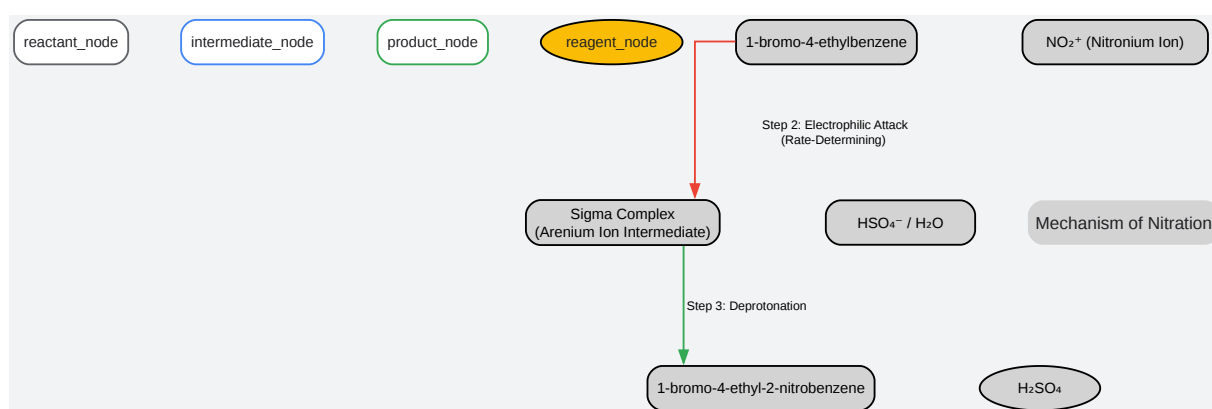 reactant_node
intermediate_node
product_node
reagent_node
1-bromo-4-ethylbenzene
NO₂⁺ (Nitronium Ion)
Step 2: Electrophilic Attack
(Rate-Determining)
Sigma Complex
(Arenium Ion Intermediate)
HSO₄⁻ / H₂O
Mechanism of Nitration
Step 3: Deprotonation
1-bromo-4-ethyl-2-nitrobenzene
H₂SO₄